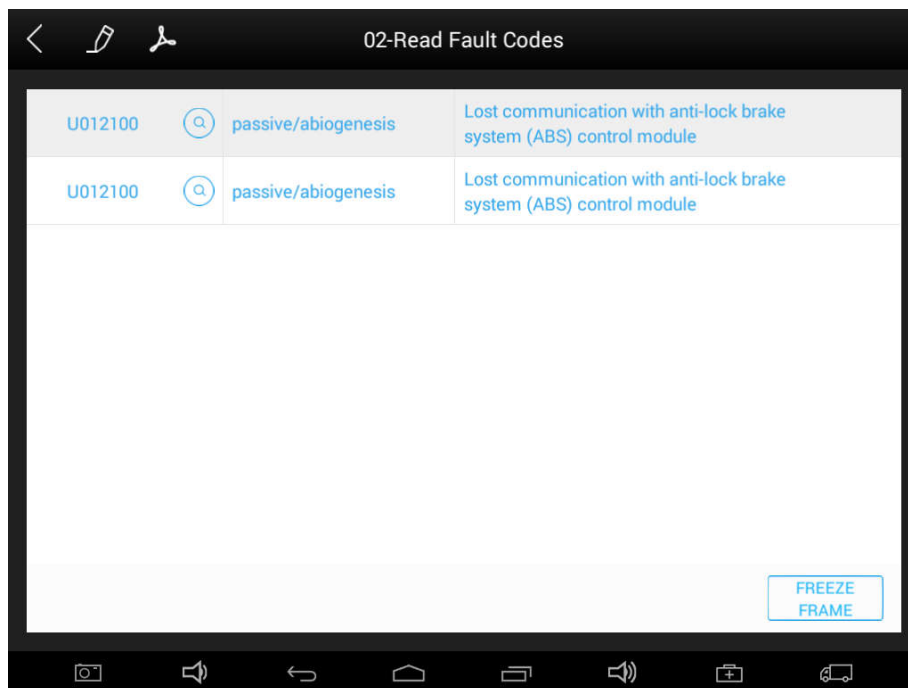 02-Read Fault Codes
U012100 passive/abiogenesis Lost communication with anti-lock brake
system (ABS) control module
U012100 passive/abiogenesis Lost communication with anti-lock brake
system (ABS) control module
FREEZE
FRAME